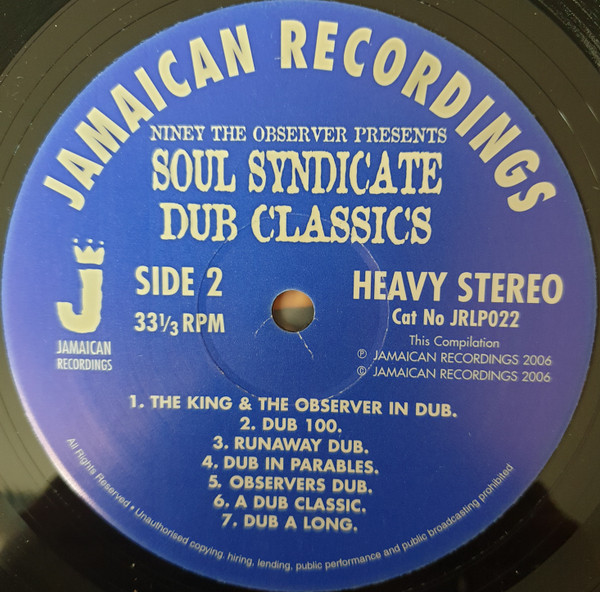 JAMAICAN RECORDINGS
NINEY THE OBSERVER PRESENTS
SOUL SYNDICATE
DUB CLASSICS
SIDE 2
33⅓ RPM
HEAVY STEREO
Cat No JRLP022
This Compilation
℗ JAMAICAN RECORDINGS 2006
© JAMAICAN RECORDINGS 2006
J
JAMAICAN
RECORDINGS
1. THE KING & THE OBSERVER IN DUB.
2. DUB 100.
3. RUNAWAY DUB.
4. DUB IN PARABLES.
5. OBSERVERS DUB.
6. A DUB CLASSIC.
7. DUB A LONG.
All Rights Reserved • Unauthorised copying, hiring, lending, public performance and public broadcasting prohibited